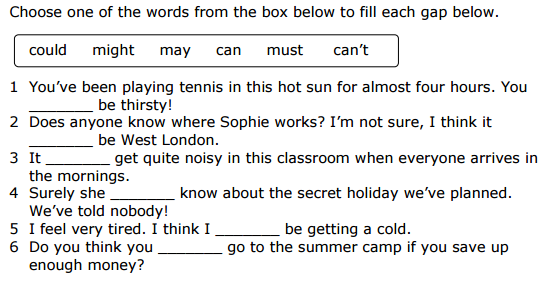 Choose one of the words from the box below to fill each gap below.
could might may can must can't
1 You've been playing tennis in this hot sun for almost four hours. You
_______ be thirsty!
2 Does anyone know where Sophie works? I'm not sure, I think it
_______ be West London.
3 It _______ get quite noisy in this classroom when everyone arrives in
the mornings.
4 Surely she _______ know about the secret holiday we've planned.
We've told nobody!
5 I feel very tired. I think I _______ be getting a cold.
6 Do you think you _______ go to the summer camp if you save up
enough money?